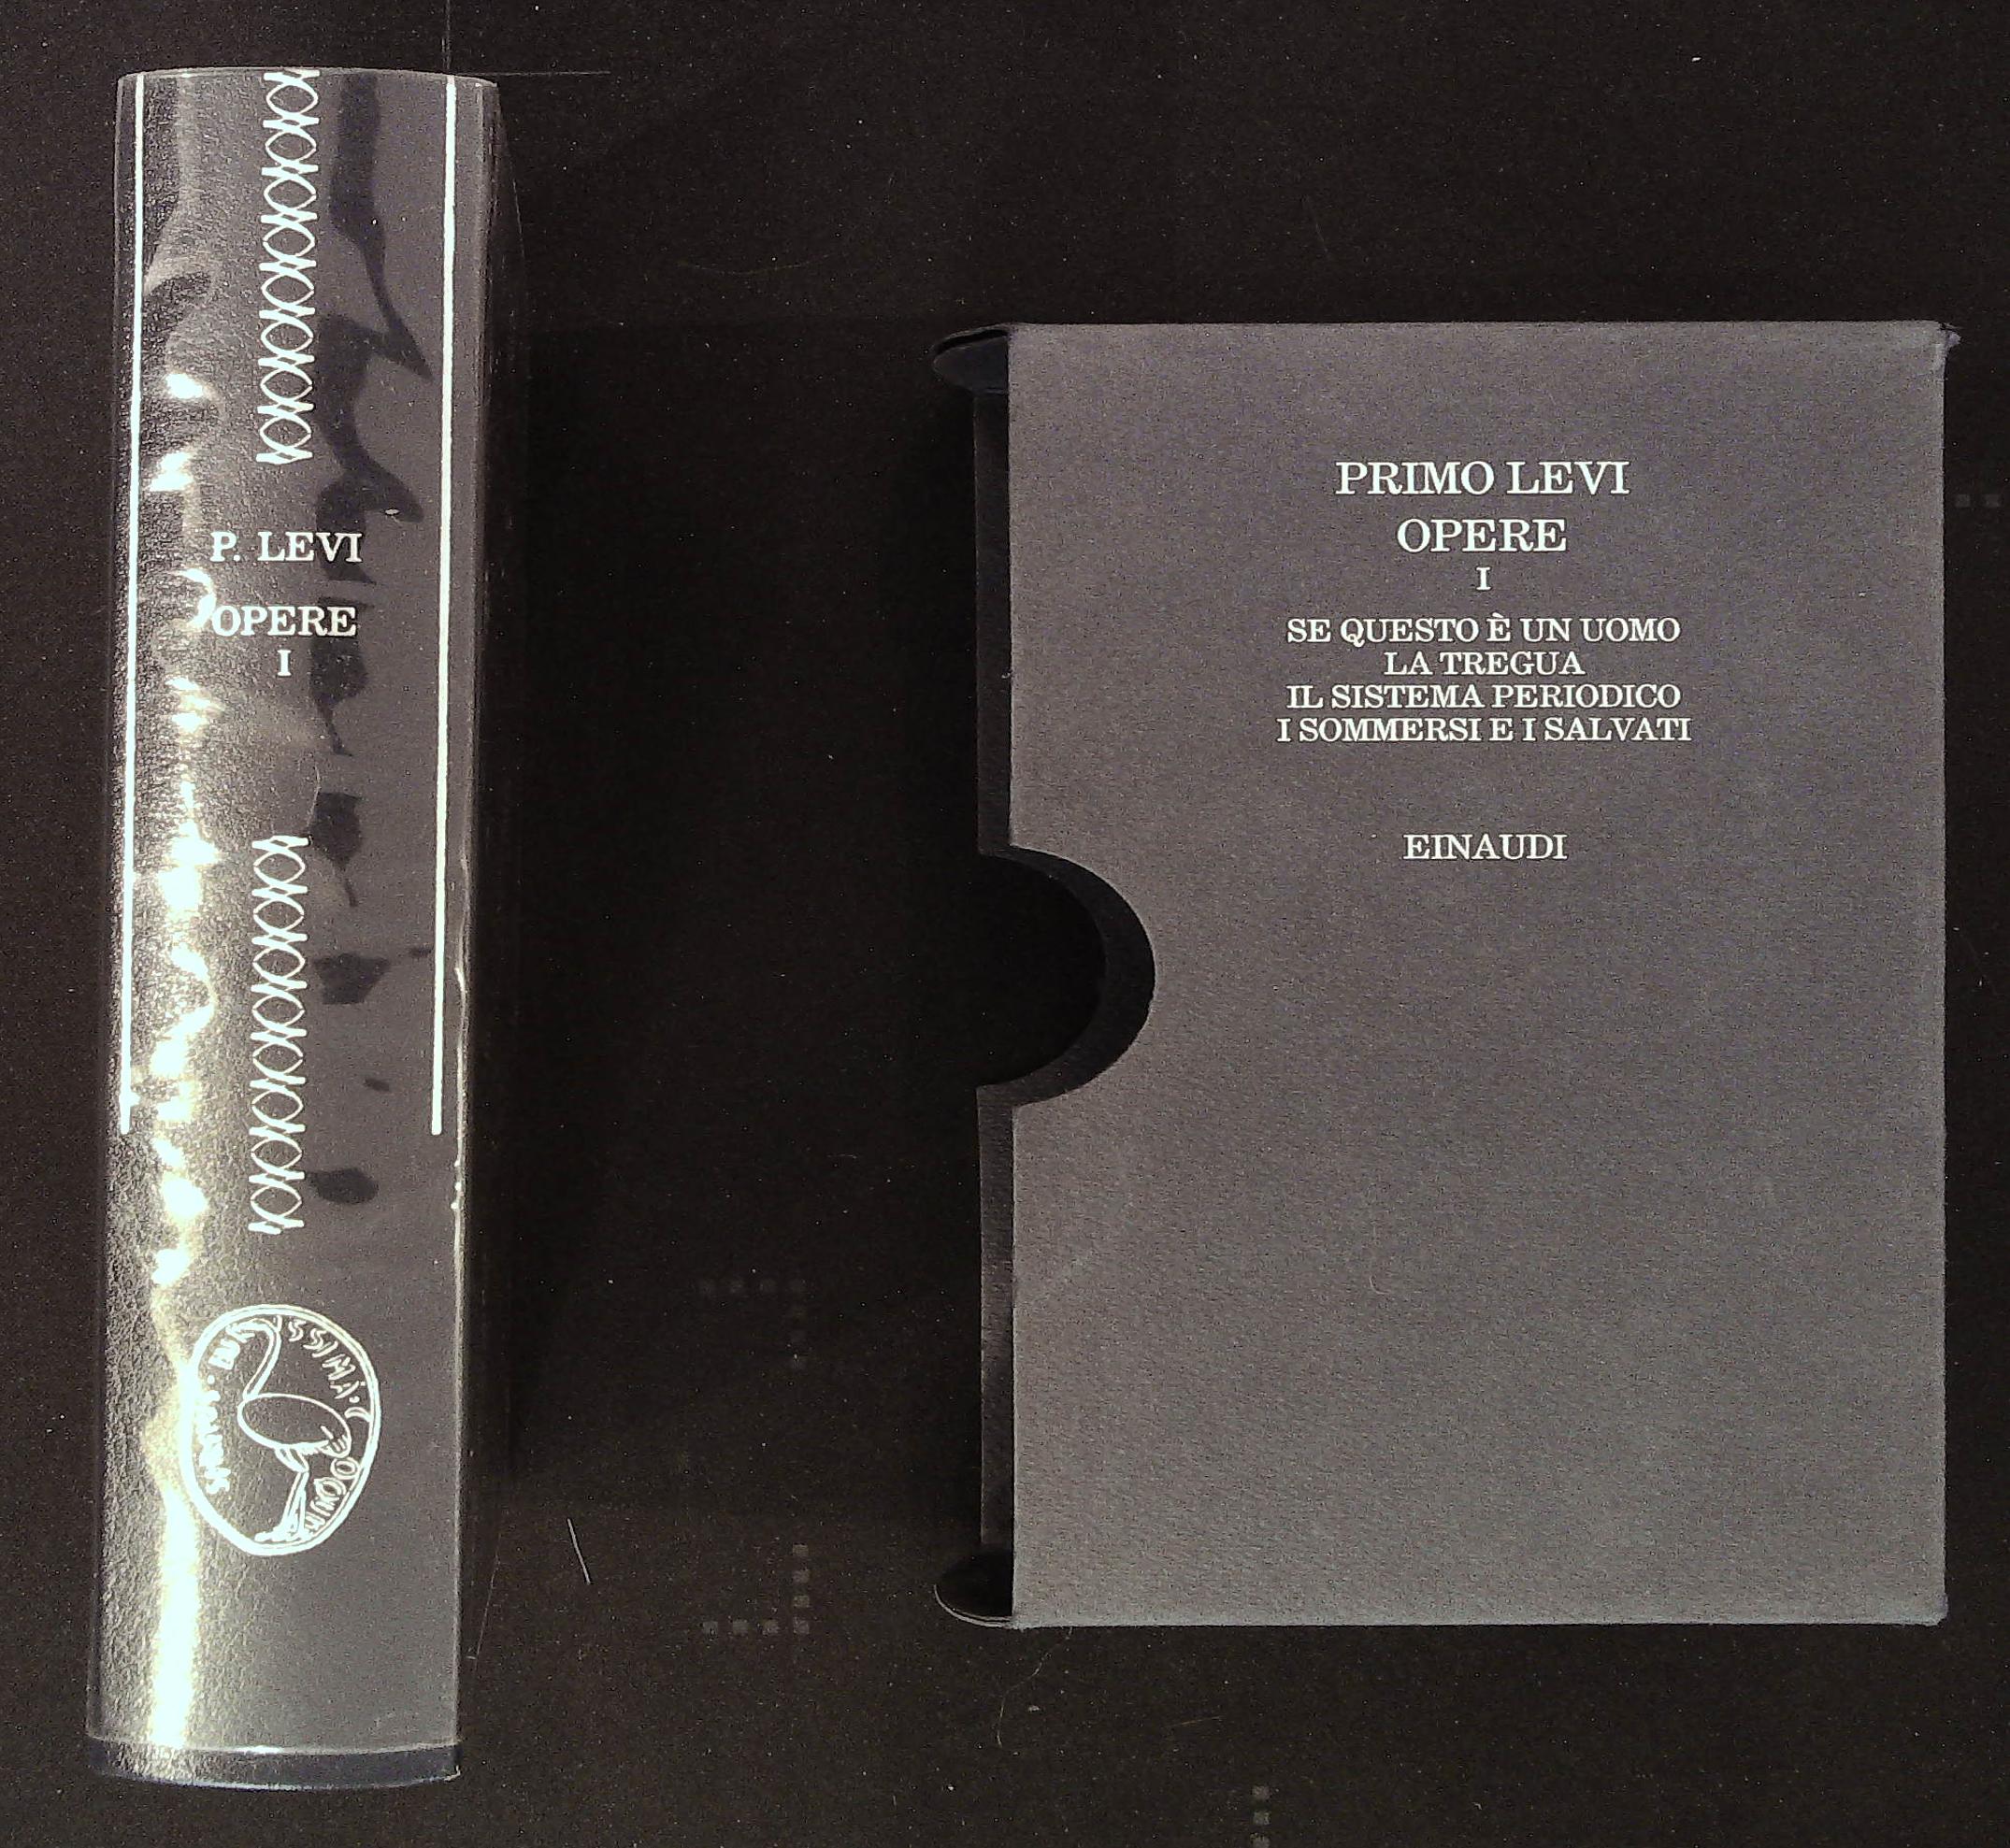 P. LEVI
OPERE
I
PRIMO LEVI
OPERE
I
SE QUESTO È UN UOMO
LA TREGUA
IL SISTEMA PERIODICO
I SOMMERSI E I SALVATI
EINAUDI